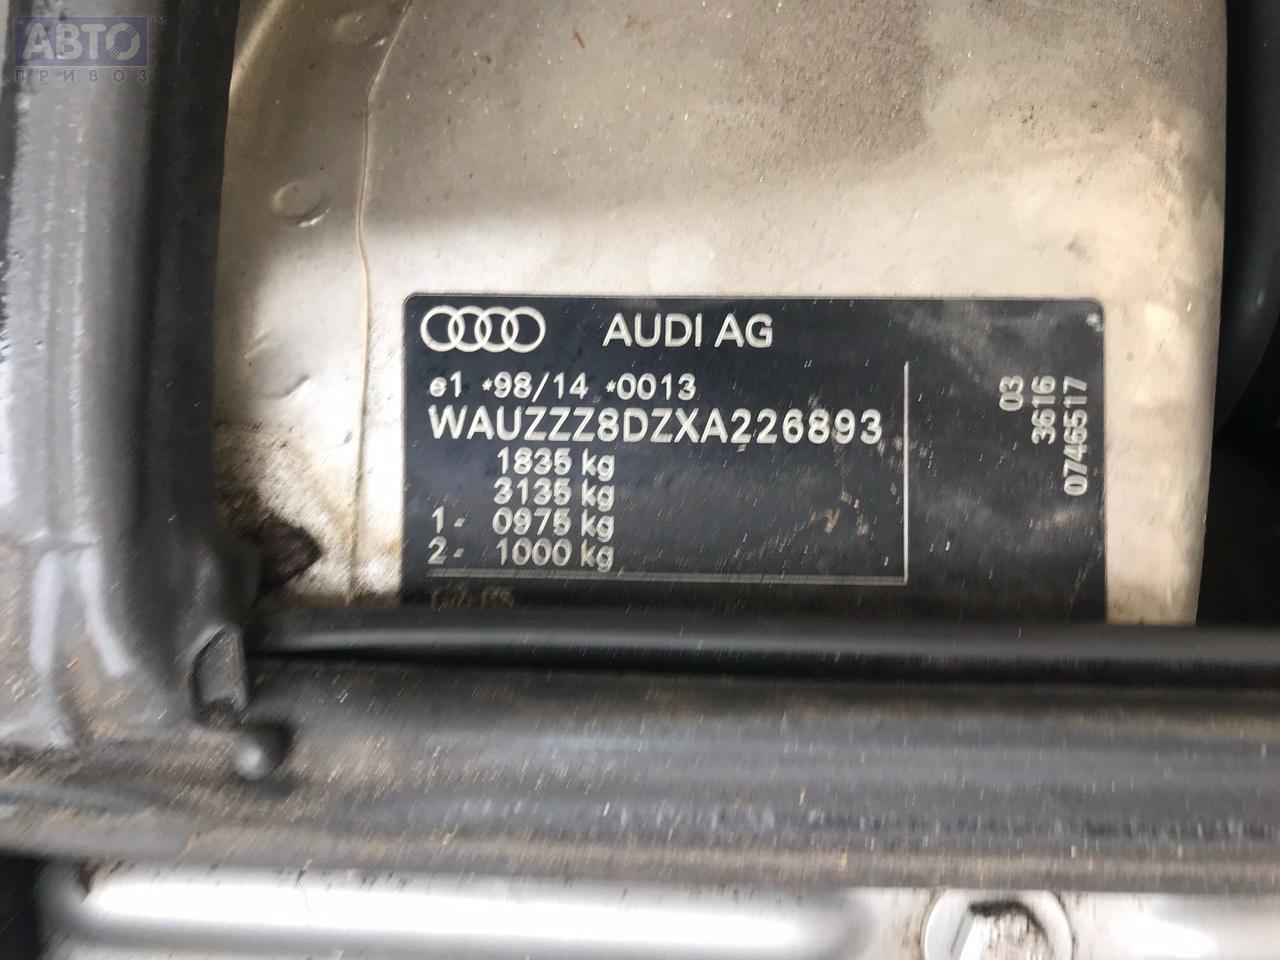 АВТО
ПРИВОЗ
AUDI AG
e1 *98/14 *0013
WAUZZZ8DZXA226893
1835 kg
3135 kg
1- 0975 kg
2- 1000 kg
03
3616
0746517